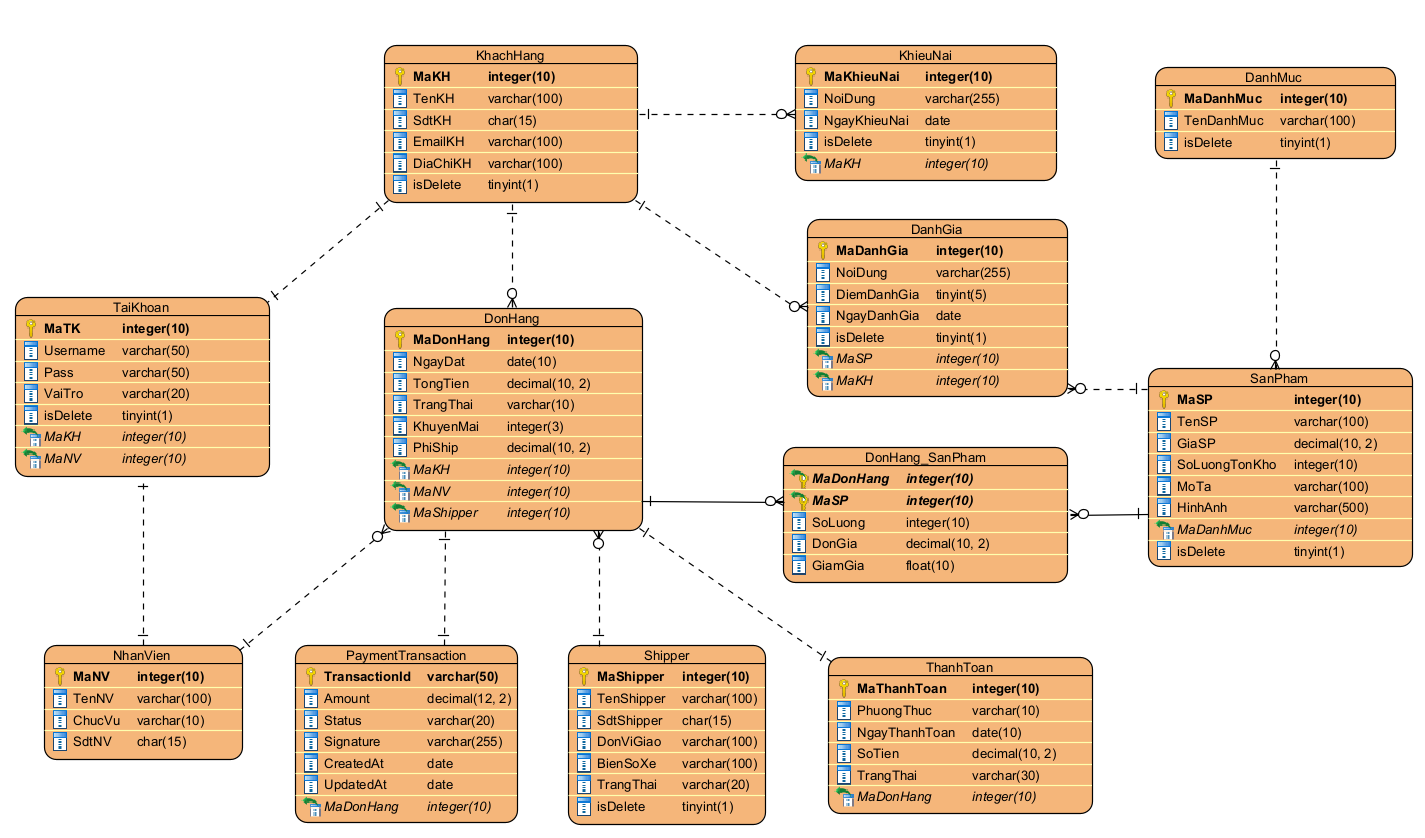 KhachHang
MaKH integer(10)
TenKH varchar(100)
SdtKH char(15)
EmailKH varchar(100)
DiaChiKH varchar(100)
isDelete tinyint(1)
KhieuNai
MaKhieuNai integer(10)
NoiDung varchar(255)
NgayKhieuNai date
isDelete tinyint(1)
MaKH integer(10)
DanhMuc
MaDanhMuc integer(10)
TenDanhMuc varchar(100)
isDelete tinyint(1)
DanhGia
MaDanhGia integer(10)
NoiDung varchar(255)
DiemDanhGia tinyint(5)
NgayDanhGia date
isDelete tinyint(1)
MaSP integer(10)
MaKH integer(10)
TaiKhoan
MaTK integer(10)
Username varchar(50)
Pass varchar(50)
VaiTro varchar(20)
isDelete tinyint(1)
MaKH integer(10)
MaNV integer(10)
DonHang
MaDonHang integer(10)
NgayDat date(10)
TongTien decimal(10, 2)
TrangThai varchar(10)
KhuyenMai integer(3)
PhiShip decimal(10, 2)
MaKH integer(10)
MaNV integer(10)
MaShipper integer(10)
SanPham
MaSP integer(10)
TenSP varchar(100)
GiaSP decimal(10, 2)
SoLuongTonKho integer(10)
MoTa varchar(100)
HinhAnh varchar(500)
MaDanhMuc integer(10)
isDelete tinyint(1)
DonHang_SanPham
MaDonHang integer(10)
MaSP integer(10)
SoLuong integer(10)
DonGia decimal(10, 2)
GiamGia float(10)
NhanVien
MaNV integer(10)
TenNV varchar(100)
ChucVu varchar(10)
SdtNV char(15)
PaymentTransaction
TransactionId varchar(50)
Amount decimal(12, 2)
Status varchar(20)
Signature varchar(255)
CreatedAt date
UpdatedAt date
MaDonHang integer(10)
Shipper
MaShipper integer(10)
TenShipper varchar(100)
SdtShipper char(15)
DonViGiao varchar(100)
BienSoXe varchar(100)
TrangThai varchar(20)
isDelete tinyint(1)
ThanhToan
MaThanhToan integer(10)
PhuongThuc varchar(10)
NgayThanhToan date(10)
SoTien decimal(10, 2)
TrangThai varchar(30)
MaDonHang integer(10)